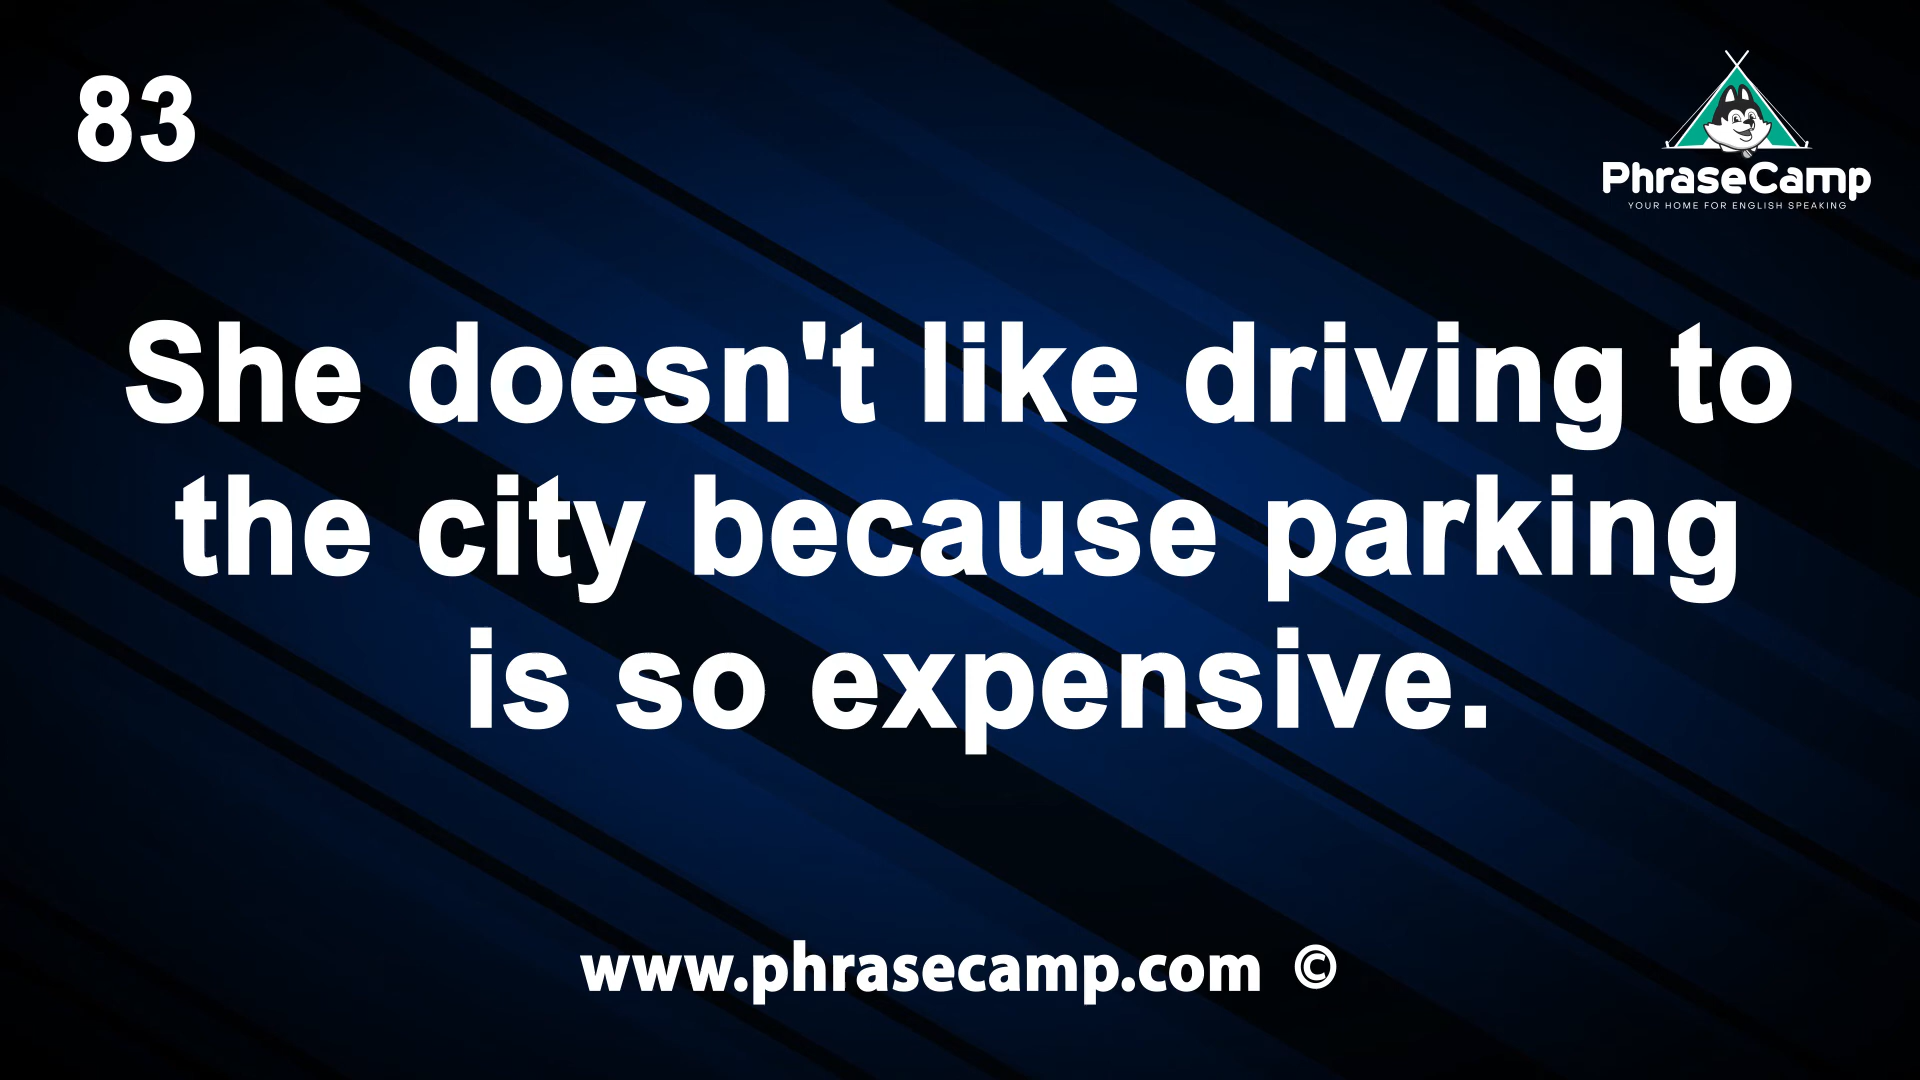 83
PhraseCamp
YOUR HOME FOR ENGLISH SPEAKING
She doesn't like driving to
the city because parking
is so expensive.
www.phrasecamp.com ©